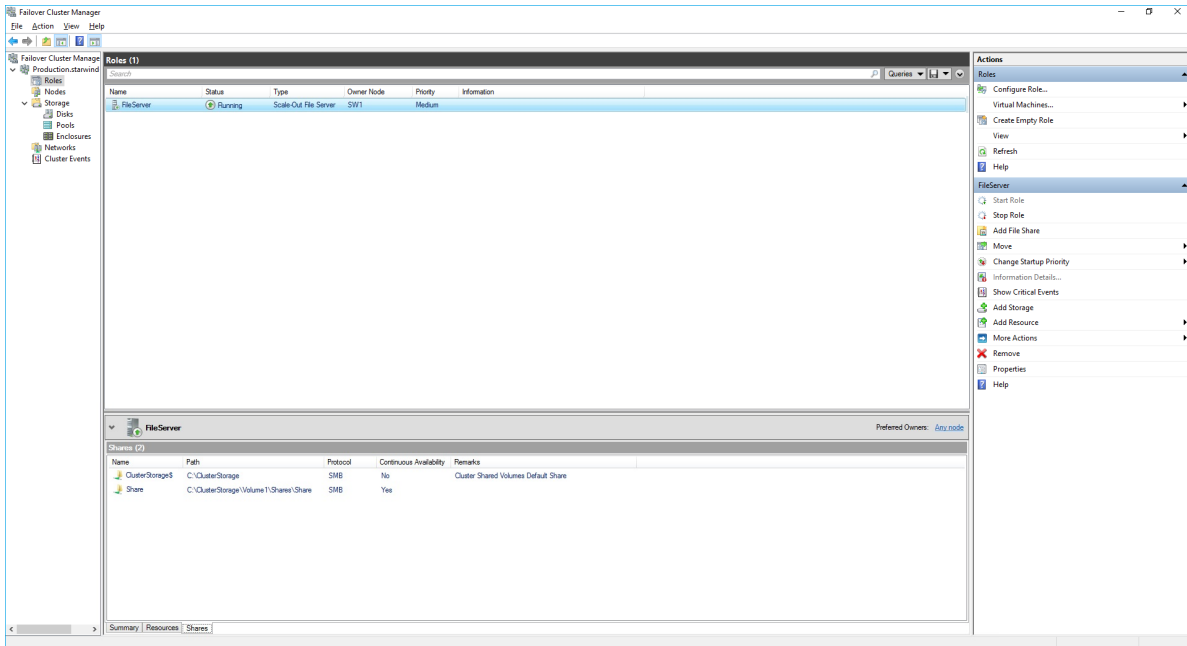 Failover Cluster Manager
File Action View Help
Failover Cluster Manage
Production.starwind
Roles
Nodes
Storage
Disks
Pools
Enclosures
Networks
Cluster Events
Roles (1)
Search
Queries
Name Status Type Owner Node Priority Information
FileServer Running Scale-Out File Server SW1 Medium
FileServer
Preferred Owners: Any node
Shares (2)
Name Path Protocol Continuous Availability Remarks
ClusterStorage$ C:\ClusterStorage SMB No Cluster Shared Volumes Default Share
Share C:\ClusterStorage\Volume1\Shares\Share SMB Yes
Summary Resources Shares
Actions
Roles
Configure Role...
Virtual Machines...
Create Empty Role
View
Refresh
Help
FileServer
Start Role
Stop Role
Add File Share
Move
Change Startup Priority
Information Details...
Show Critical Events
Add Storage
Add Resource
More Actions
Remove
Properties
Help